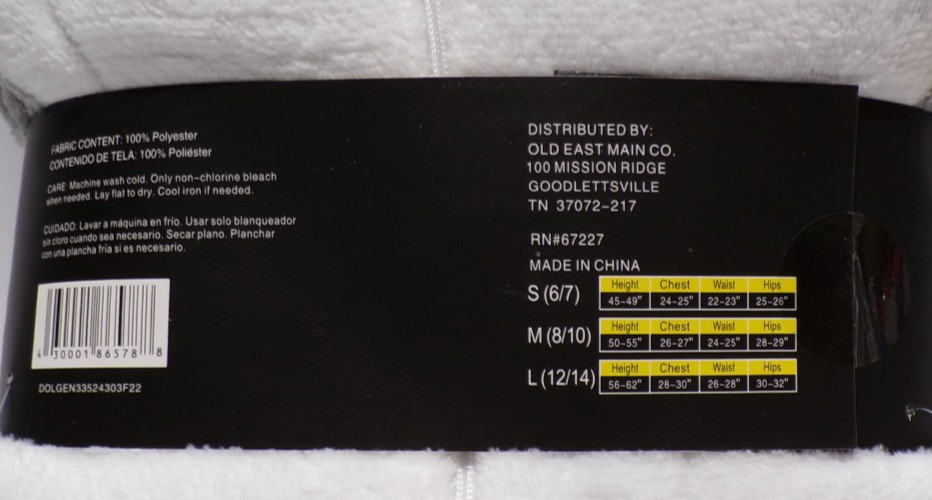 FABRIC CONTENT: 100% Polyester
CONTENIDO DE TELA: 100% Poliéster
CARE: Machine wash cold. Only non-chlorine bleach
when needed. Lay flat to dry. Cool iron if needed.
CUIDADO: Lavar a máquina en frío. Usar solo blanqueador
sin cloro cuando sea necesario. Secar plano. Planchar
con una plancha fría si es necesario.
4 30001 86578 8
DOLGEN33524303F22
DISTRIBUTED BY:
OLD EAST MAIN CO.
100 MISSION RIDGE
GOODLETTSVILLE
TN 37072-217
RN#67227
MADE IN CHINA
S (6/7)
Height Chest Waist Hips
45-49" 24-25" 22-23" 25-26"
M (8/10)
Height Chest Waist Hips
50-55" 26-27" 24-25" 28-29"
L (12/14)
Height Chest Waist Hips
56-62" 28-30" 26-28" 30-32"